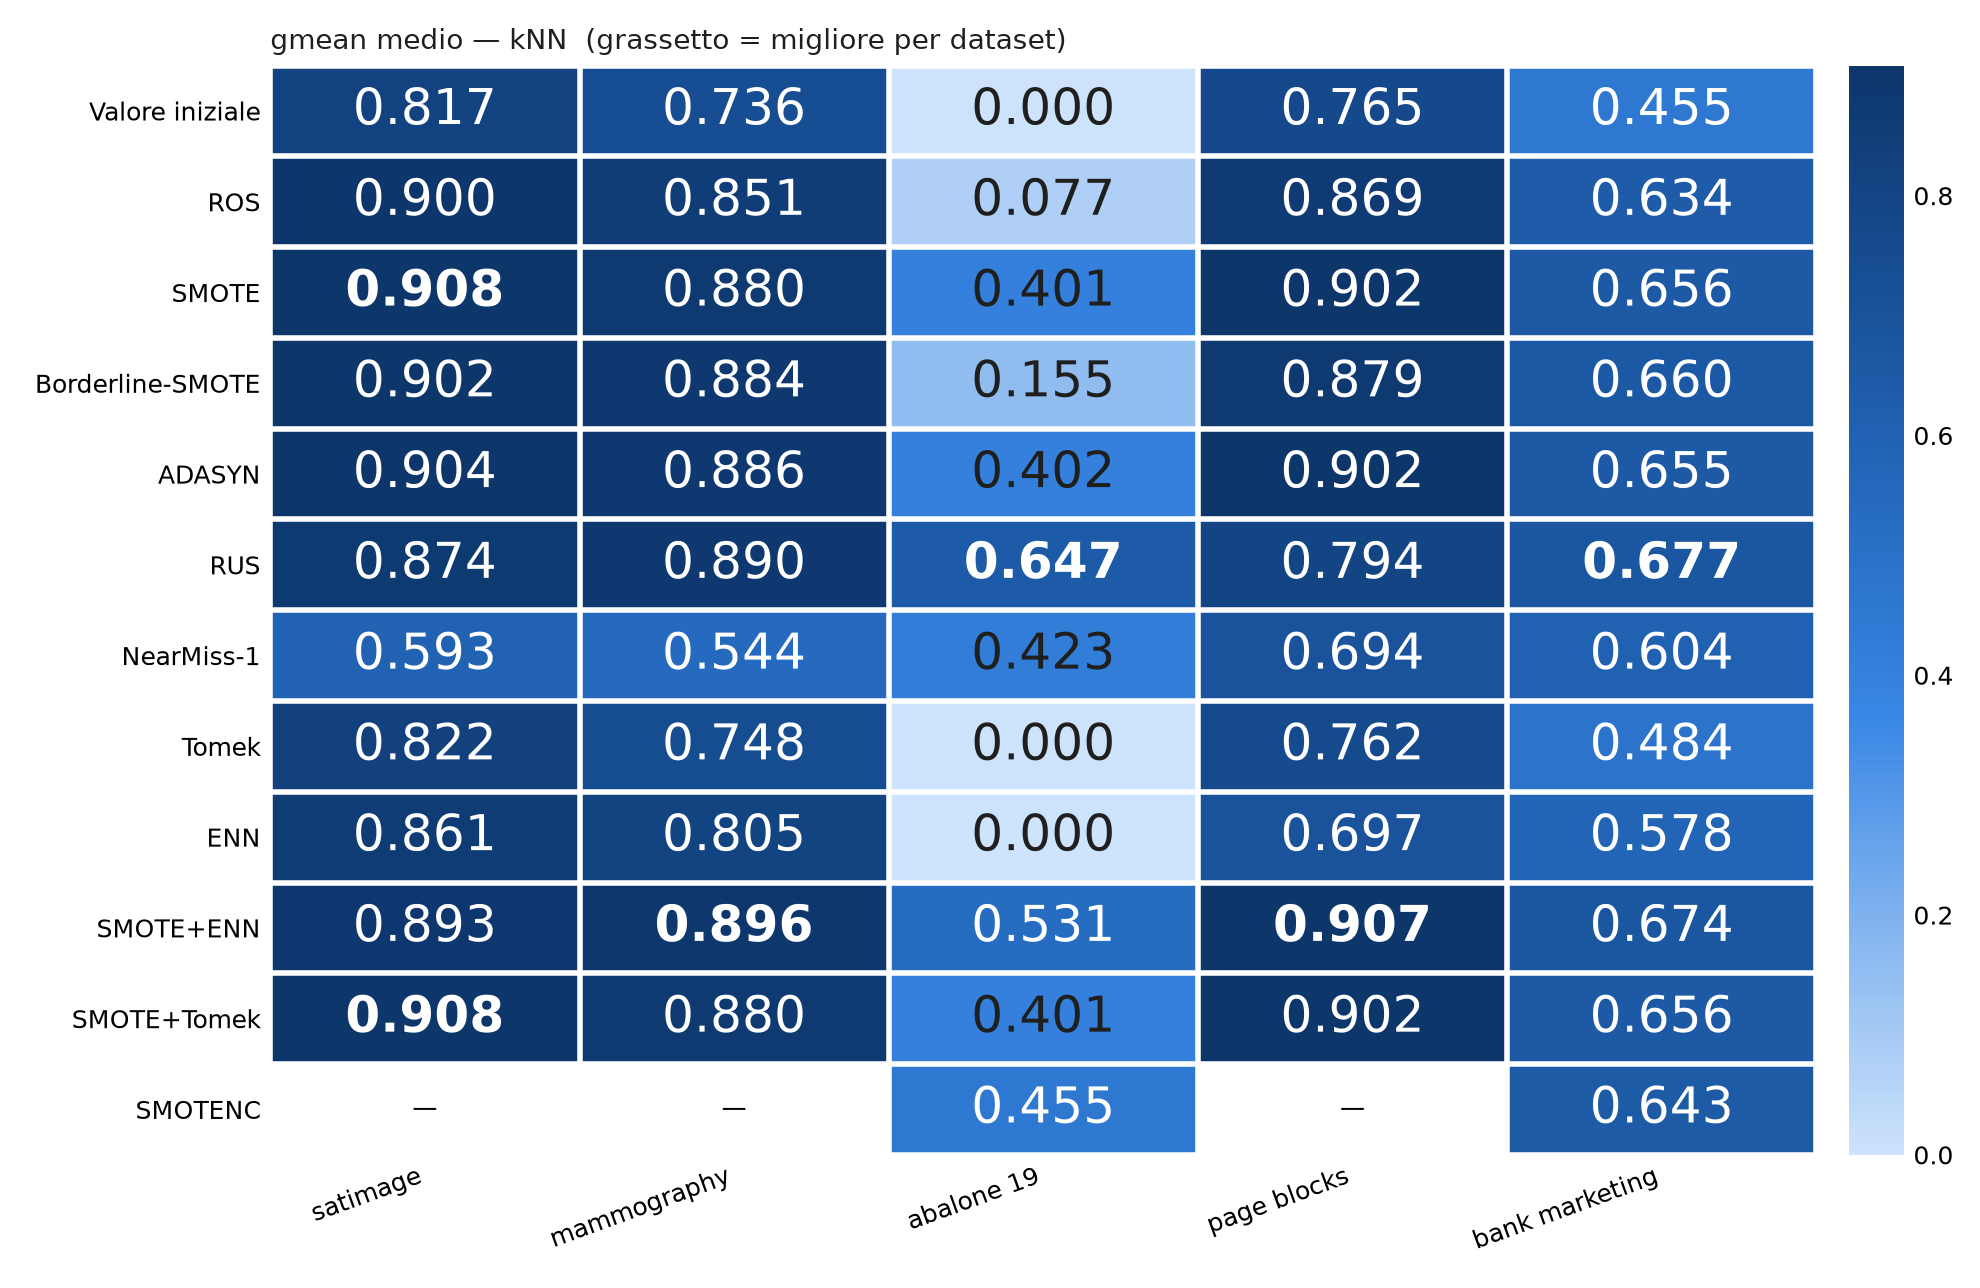 gmean medio — kNN (grassetto = migliore per dataset)
Valore iniziale 0.817 0.736 0.000 0.765 0.455
ROS 0.900 0.851 0.077 0.869 0.634
SMOTE 0.908 0.880 0.401 0.902 0.656
Borderline-SMOTE 0.902 0.884 0.155 0.879 0.660
ADASYN 0.904 0.886 0.402 0.902 0.655
RUS 0.874 0.890 0.647 0.794 0.677
NearMiss-1 0.593 0.544 0.423 0.694 0.604
Tomek 0.822 0.748 0.000 0.762 0.484
ENN 0.861 0.805 0.000 0.697 0.578
SMOTE+ENN 0.893 0.896 0.531 0.907 0.674
SMOTE+Tomek 0.908 0.880 0.401 0.902 0.656
SMOTENC — — 0.455 — 0.643
satimage mammography abalone 19 page blocks bank marketing
0.8
0.6
0.4
0.2
0.0